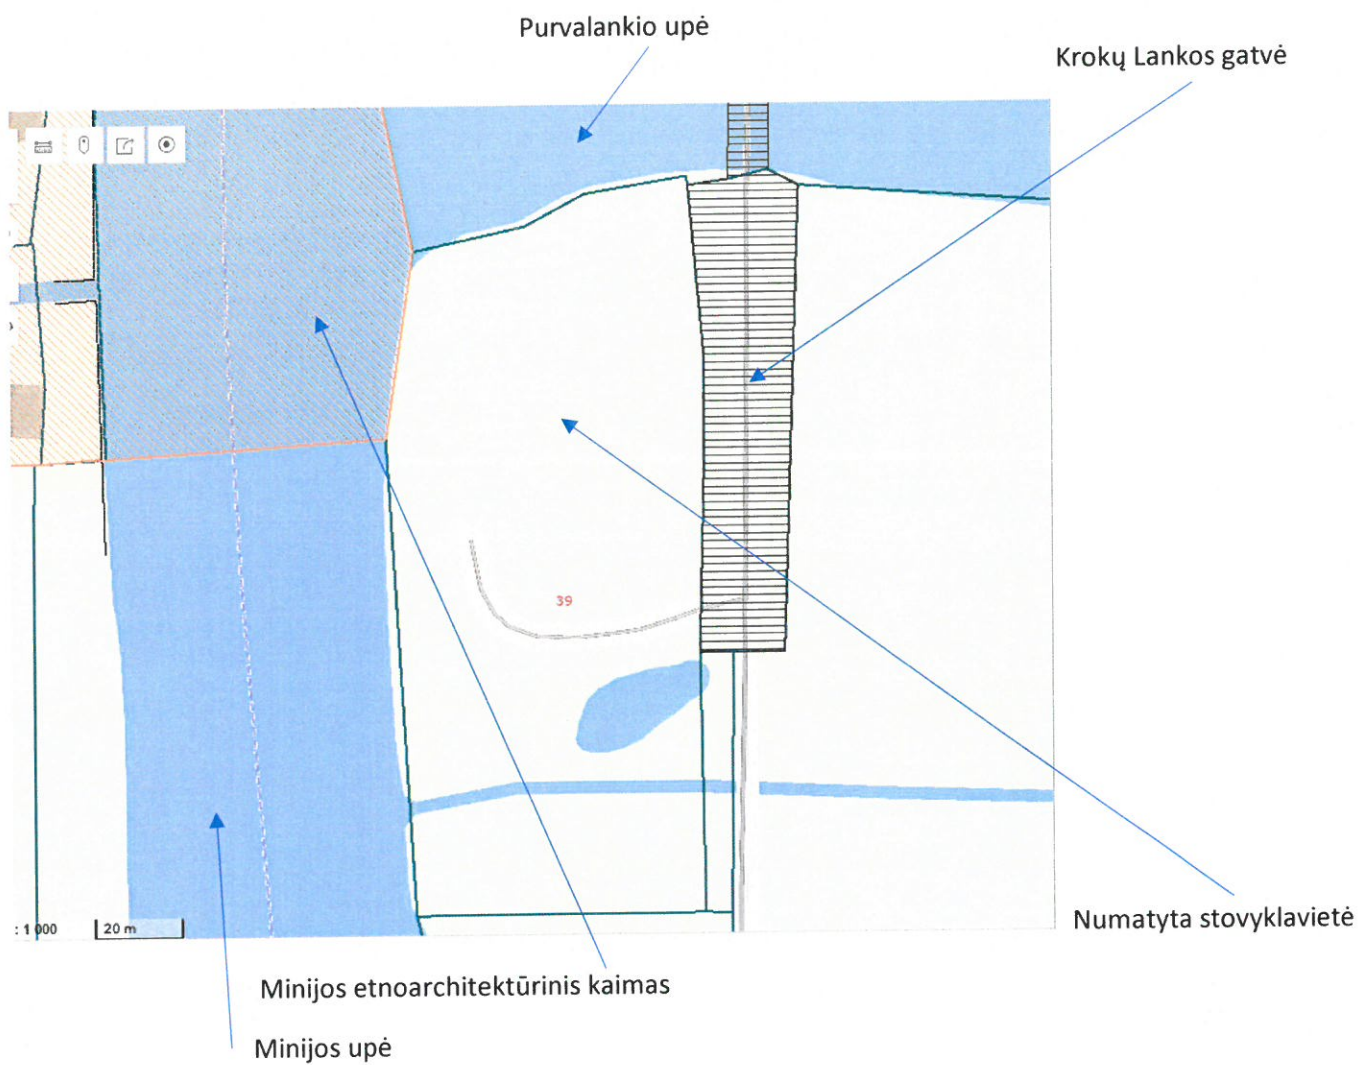 Purvalankio upė
Krokų Lankos gatvė
39
: 1 000
20 m
Numatyta stovyklavietė
Minijos etnoarchitektūrinis kaimas
Minijos upė